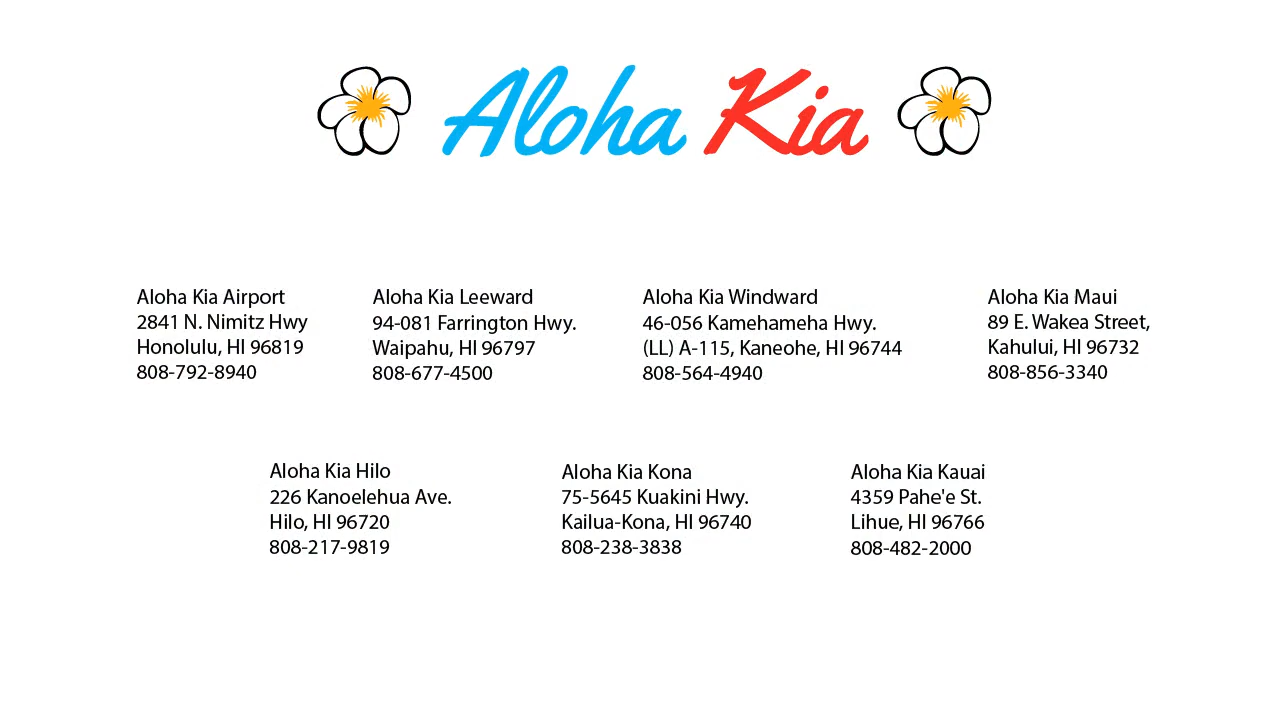 Aloha Kia
Aloha Kia Airport
2841 N. Nimitz Hwy
Honolulu, HI 96819
808-792-8940
Aloha Kia Leeward
94-081 Farrington Hwy.
Waipahu, HI 96797
808-677-4500
Aloha Kia Windward
46-056 Kamehameha Hwy.
(LL) A-115, Kaneohe, HI 96744
808-564-4940
Aloha Kia Maui
89 E. Wakea Street,
Kahului, HI 96732
808-856-3340
Aloha Kia Hilo
226 Kanoelehua Ave.
Hilo, HI 96720
808-217-9819
Aloha Kia Kona
75-5645 Kuakini Hwy.
Kailua-Kona, HI 96740
808-238-3838
Aloha Kia Kauai
4359 Pahe'e St.
Lihue, HI 96766
808-482-2000